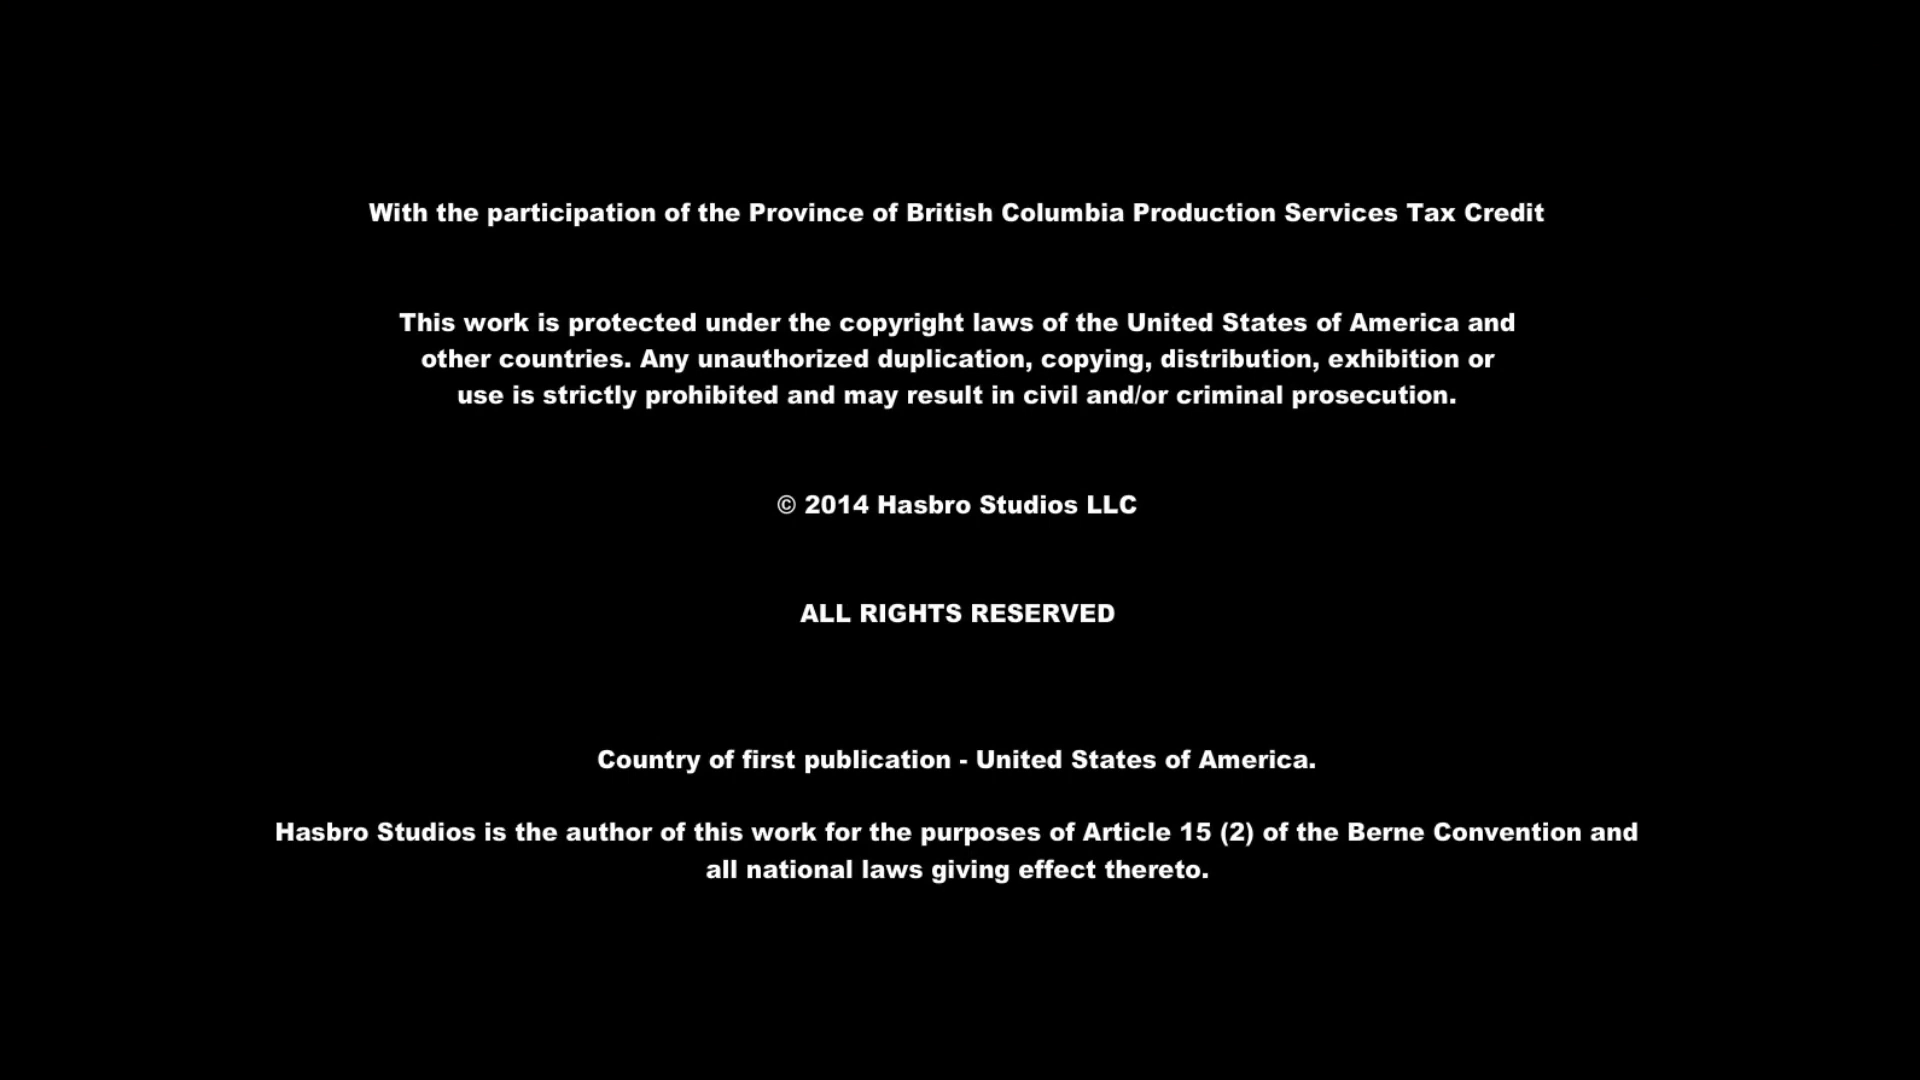 With the participation of the Province of British Columbia Production Services Tax Credit
This work is protected under the copyright laws of the United States of America and
other countries. Any unauthorized duplication, copying, distribution, exhibition or
use is strictly prohibited and may result in civil and/or criminal prosecution.
© 2014 Hasbro Studios LLC
ALL RIGHTS RESERVED
Country of first publication - United States of America.
Hasbro Studios is the author of this work for the purposes of Article 15 (2) of the Berne Convention and
all national laws giving effect thereto.